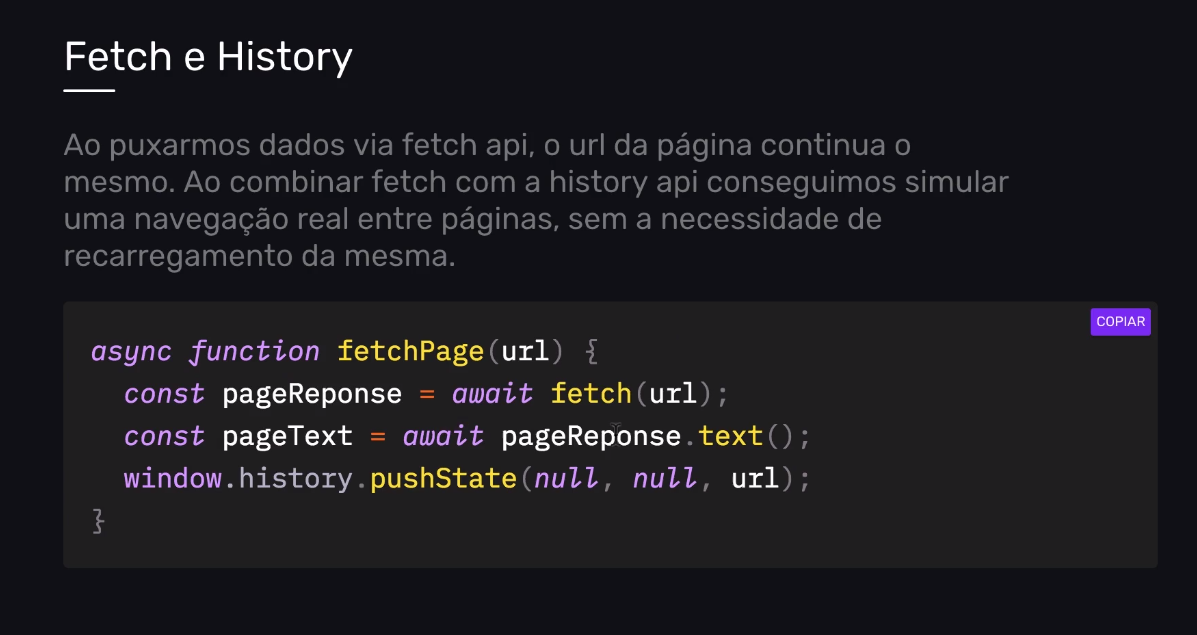 Fetch e History
Ao puxarmos dados via fetch api, o url da página continua o
mesmo. Ao combinar fetch com a history api conseguimos simular
uma navegação real entre páginas, sem a necessidade de
recarregamento da mesma.
COPIAR
async function fetchPage(url) {
  const pageReponse = await fetch(url);
  const pageText = await pageReponse.text();
  window.history.pushState(null, null, url);
}